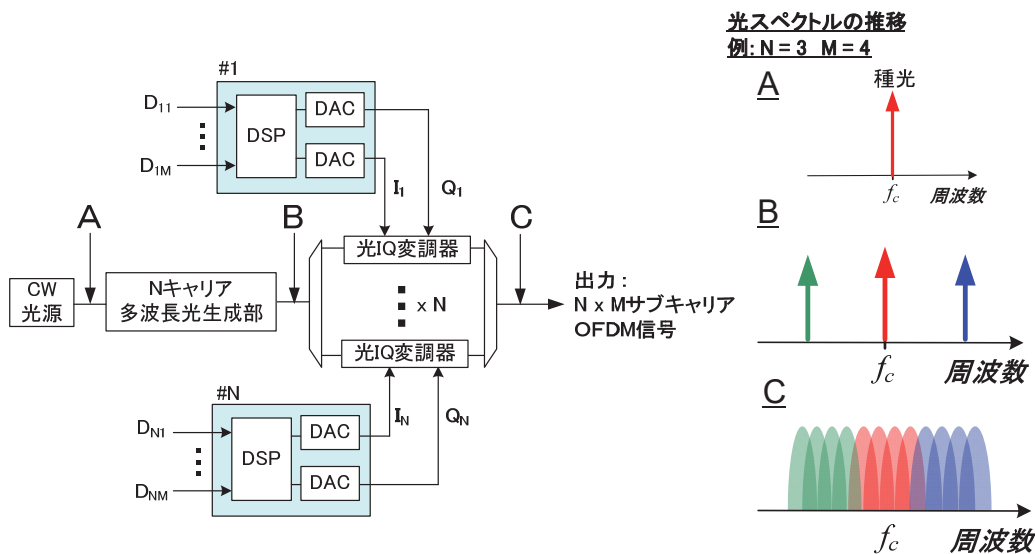 光スペクトルの推移
例: N = 3 M = 4
#1
D11
D1M
DSP
DAC
DAC
I1
Q1
A
B
C
CW
光源
Nキャリア
多波長光生成部
光IQ変調器
x N
光IQ変調器
出力:
N x Mサブキャリア
OFDM信号
#N
IN
QN
DN1
DNM
DSP
DAC
DAC
A
種光
fc
周波数
B
fc
周波数
C
fc
周波数